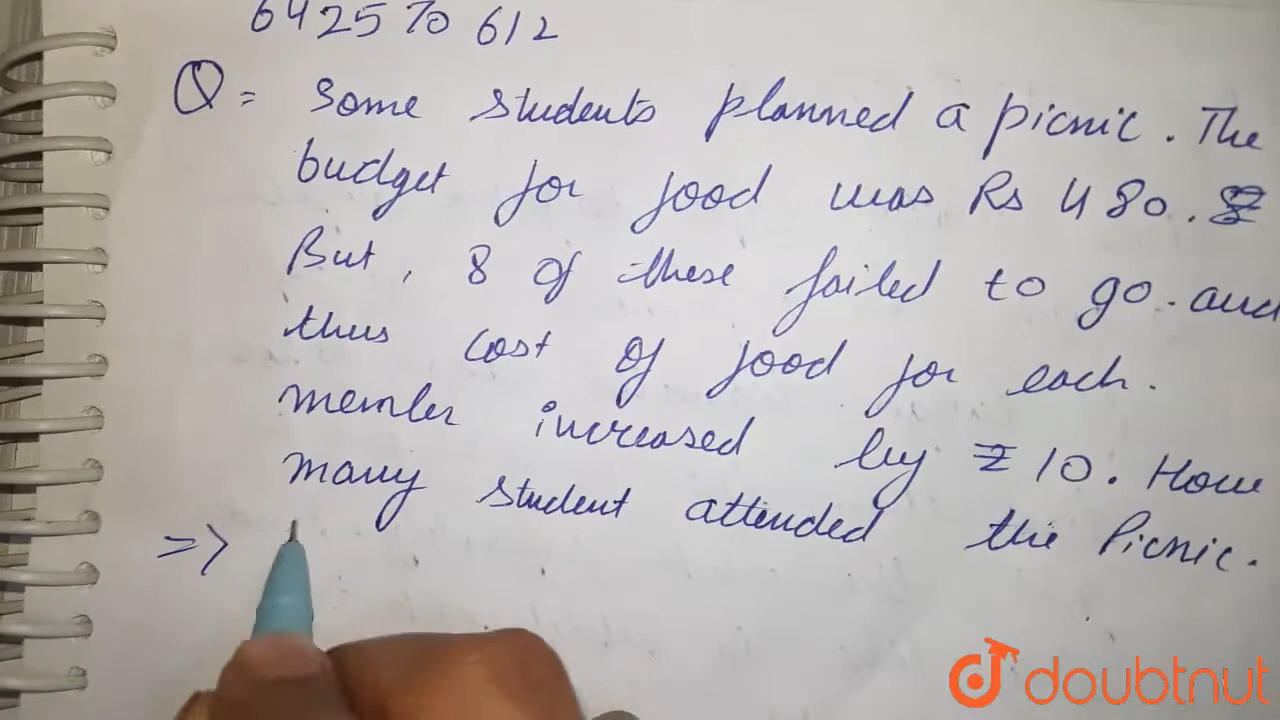 6425 70 612
Q = Some students planned a picnic. The
budget for food was Rs 480.
But, 8 of these failed to go. and
thus cost of food for each.
member increased by ₹ 10. How
many student attended the Picnic.
=>
doubtnut